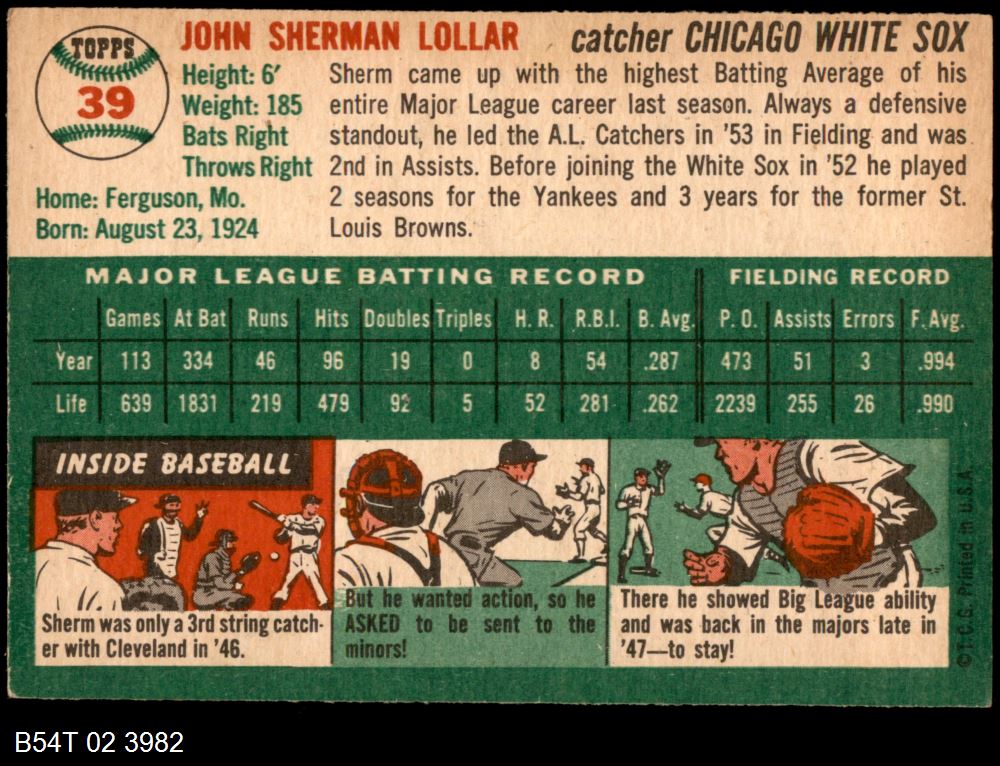 TOPPS
39
JOHN SHERMAN LOLLAR catcher CHICAGO WHITE SOX
Height: 6'
Weight: 185
Bats Right
Throws Right
Home: Ferguson, Mo.
Born: August 23, 1924
Sherm came up with the highest Batting Average of his
entire Major League career last season. Always a defensive
standout, he led the A.L. Catchers in '53 in Fielding and was
2nd in Assists. Before joining the White Sox in '52 he played
2 seasons for the Yankees and 3 years for the former St.
Louis Browns.
MAJOR LEAGUE BATTING RECORD FIELDING RECORD
Games At Bat Runs Hits Doubles Triples H. R. R.B.I. B. Avg. P. O. Assists Errors F. Avg.
Year 113 334 46 96 19 0 8 54 .287 473 51 3 .994
Life 639 1831 219 479 92 5 52 281 .262 2239 255 26 .990
INSIDE BASEBALL
Sherm was only a 3rd string catch-
er with Cleveland in '46.
But he wanted action, so he
ASKED to be sent to the
minors!
There he showed Big League ability
and was back in the majors late in
'47—to stay!
© T.C.G. Printed in U.S.A.
B54T 02 3982